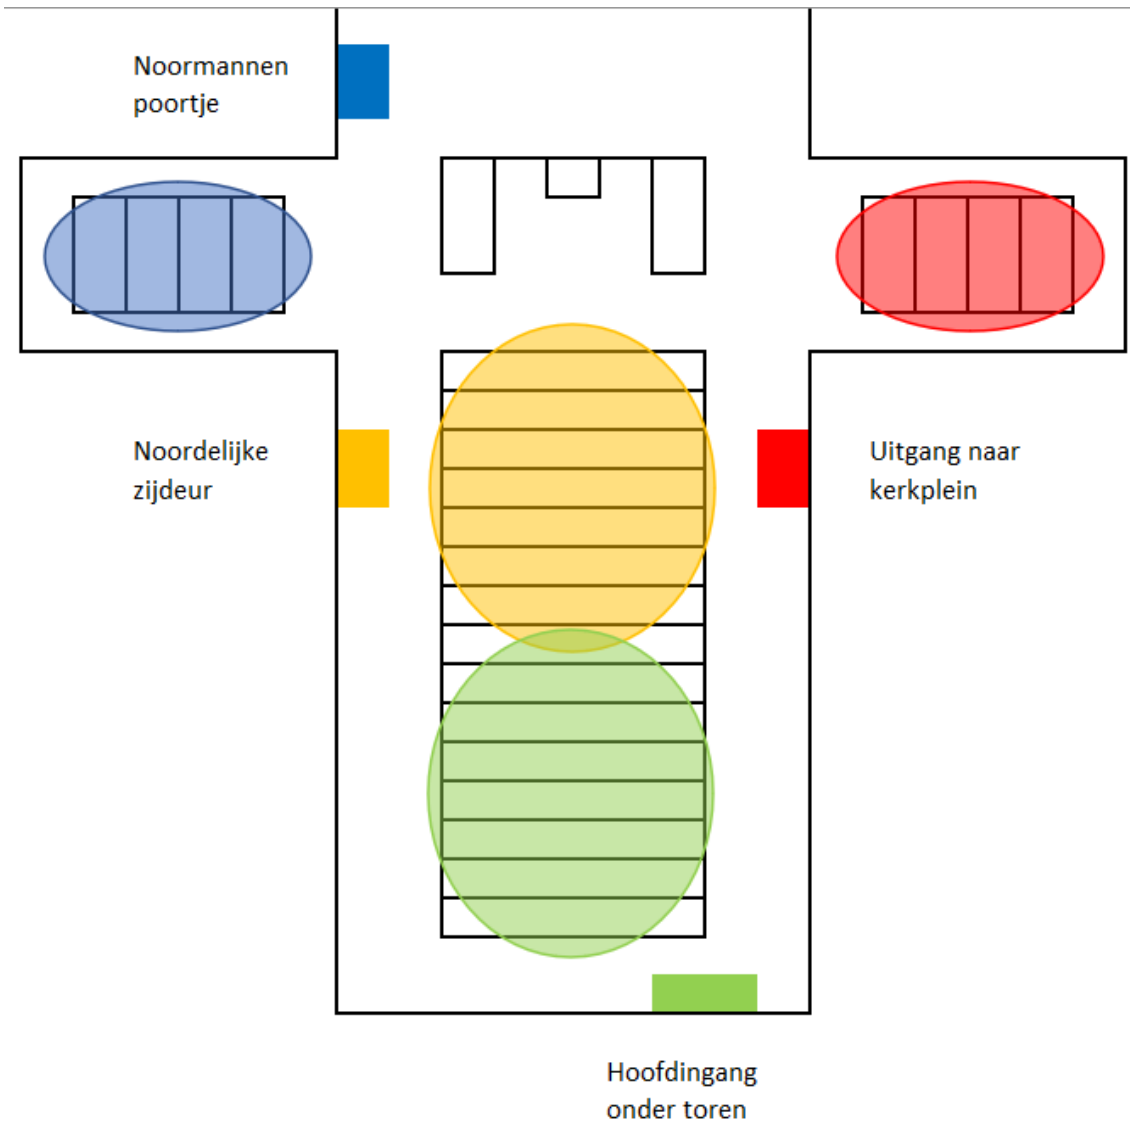 Noormannen
poortje
Noordelijke
zijdeur
Uitgang naar
kerkplein
Hoofdingang
onder toren